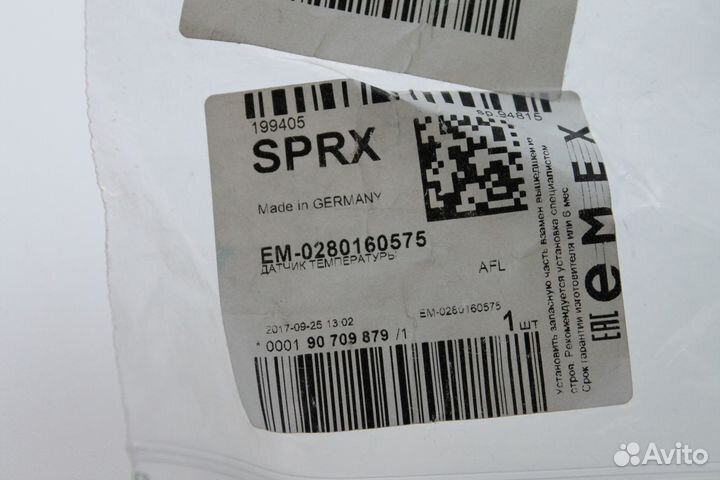 199405
sp.94815
SPRX
Made in GERMANY
EM-0280160575
ДАТЧИК ТЕМПЕРАТУРЫ
AFL
2017-09-25 13:02
EM-0280160575
1 шт
* 0001 90 709 879 /1
Установить запасную часть взамен вышедшей из
строя. Рекомендуется установка специалистом
Срок гарантии изготовителя или 6 мес
EAC eMEX
Avito